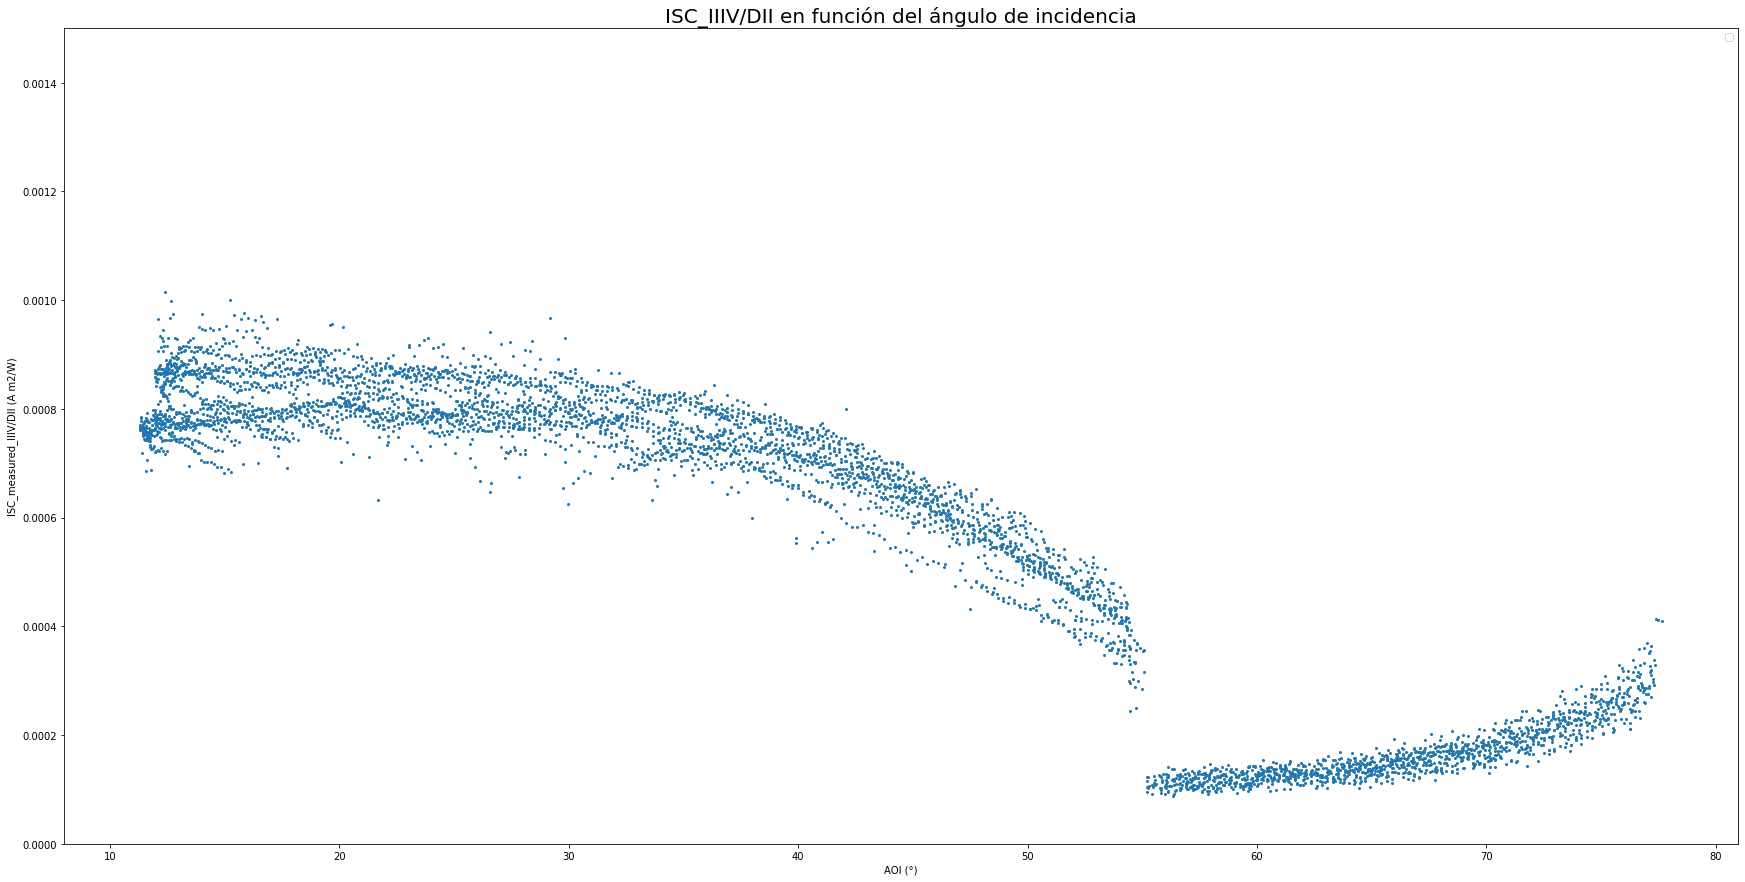 ISC_IIIV/DII en función del ángulo de incidencia
ISC_measured_IIIV/DII (A m2/W)
0.0014
0.0012
0.0010
0.0008
0.0006
0.0004
0.0002
0.0000
10 20 30 40 50 60 70 80
AOI (°)